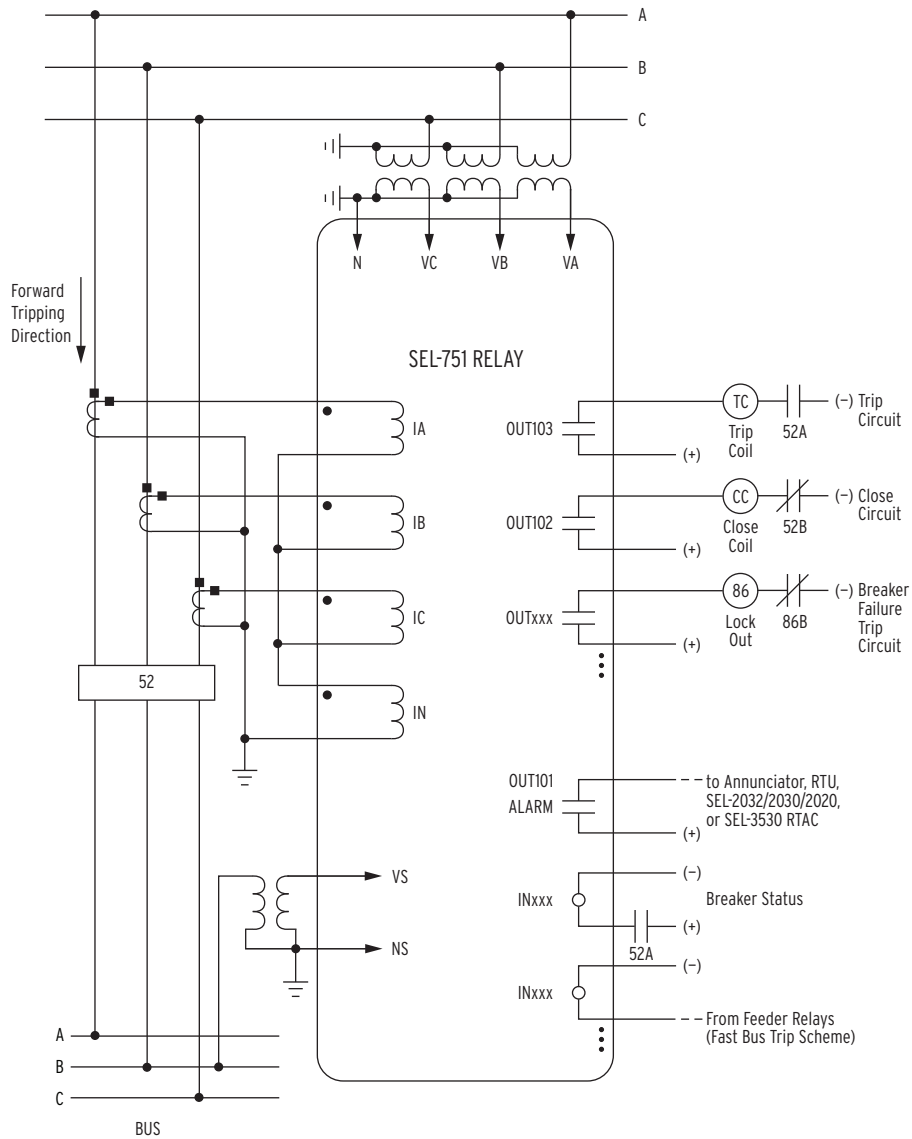 A
B
C
N
VC
VB
VA
Forward
Tripping
Direction
SEL-751 RELAY
IA
OUT103
TC
(–) Trip
Circuit
Trip
Coil
52A
(+)
IB
OUT102
CC
(–) Close
Circuit
Close
Coil
52B
(+)
IC
OUTxxx
86
(–) Breaker
Failure
Trip
Circuit
Lock
Out
86B
(+)
52
IN
OUT101
ALARM
to Annunciator, RTU,
SEL-2032/2030/2020,
or SEL-3530 RTAC
(+)
VS
NS
INxxx
(–)
Breaker Status
(+)
52A
INxxx
(–)
From Feeder Relays
(Fast Bus Trip Scheme)
A
B
C
BUS